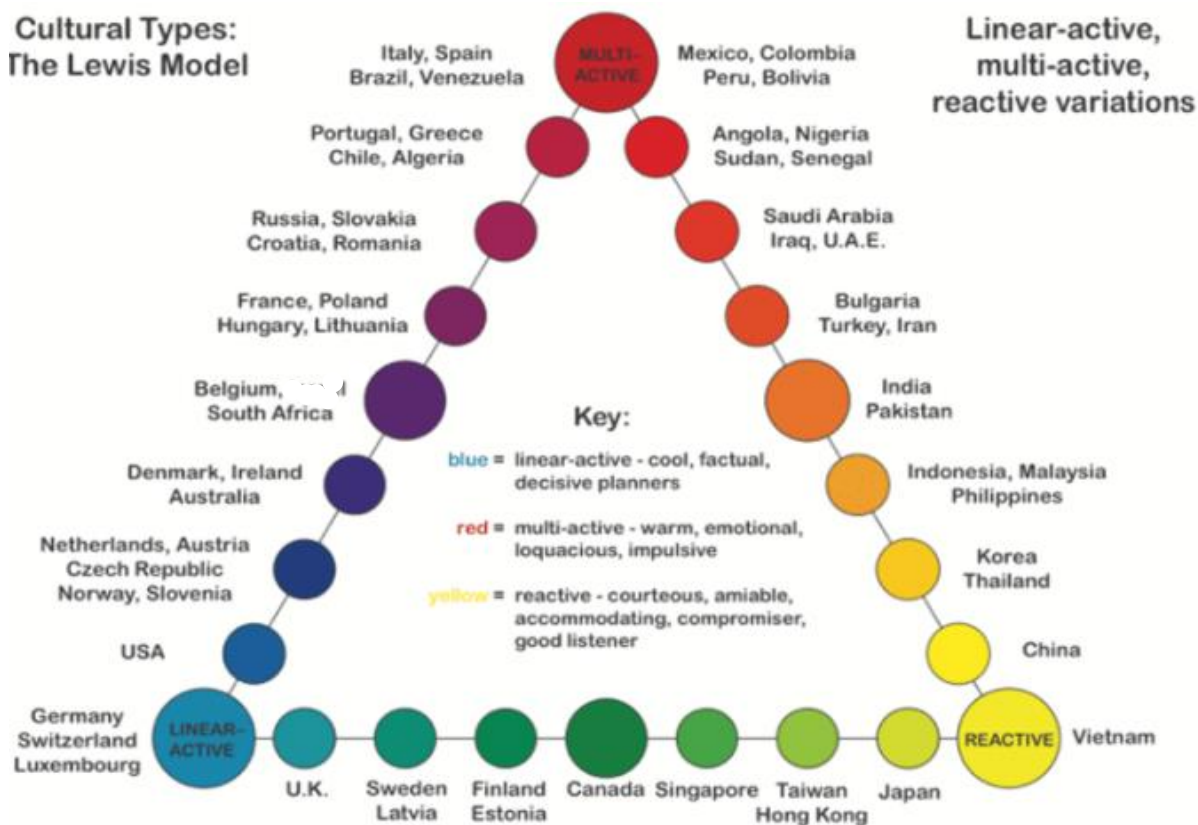 Cultural Types:
The Lewis Model
Linear-active,
multi-active,
reactive variations
MULTI-
ACTIVE
Italy, Spain
Brazil, Venezuela
Mexico, Colombia
Peru, Bolivia
Portugal, Greece
Chile, Algeria
Angola, Nigeria
Sudan, Senegal
Russia, Slovakia
Croatia, Romania
Saudi Arabia
Iraq, U.A.E.
France, Poland
Hungary, Lithuania
Bulgaria
Turkey, Iran
Belgium,
South Africa
India
Pakistan
Denmark, Ireland
Australia
Indonesia, Malaysia
Philippines
Netherlands, Austria
Czech Republic
Norway, Slovenia
Korea
Thailand
USA
China
Germany
Switzerland
Luxembourg
LINEAR-
ACTIVE
REACTIVE
Vietnam
U.K.
Sweden
Latvia
Finland
Estonia
Canada
Singapore
Taiwan
Hong Kong
Japan
Key:
blue = linear-active - cool, factual,
decisive planners
red = multi-active - warm, emotional,
loquacious, impulsive
yellow = reactive - courteous, amiable,
accommodating, compromiser,
good listener